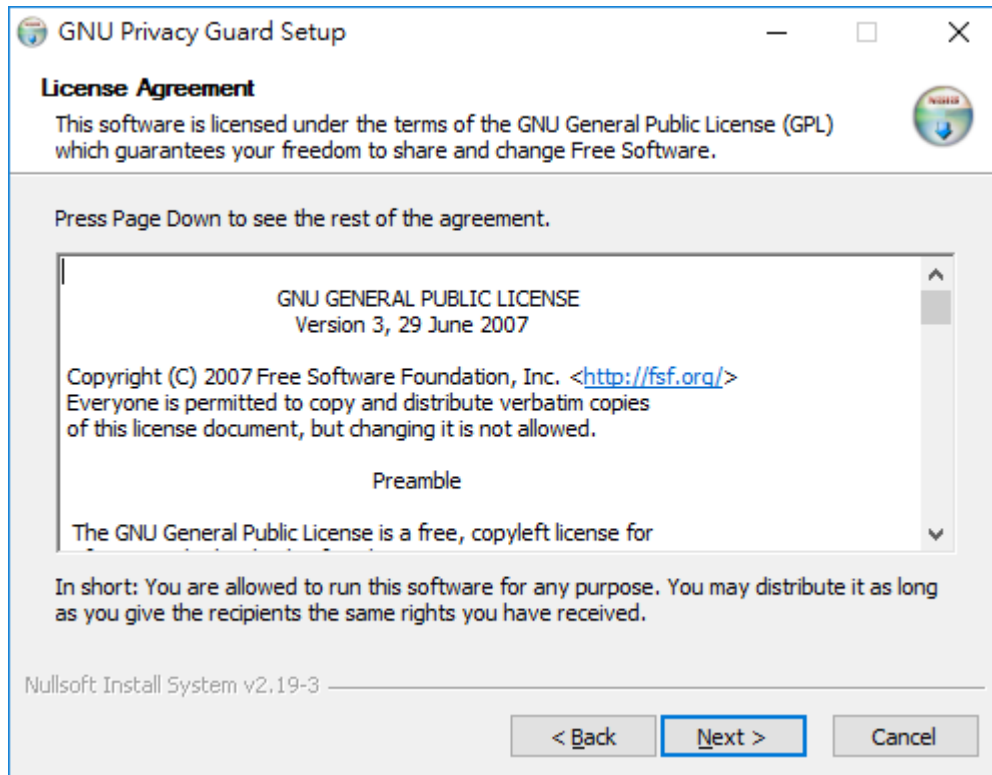 GNU Privacy Guard Setup
License Agreement
This software is licensed under the terms of the GNU General Public License (GPL)
which guarantees your freedom to share and change Free Software.
Press Page Down to see the rest of the agreement.
GNU GENERAL PUBLIC LICENSE
Version 3, 29 June 2007
Copyright (C) 2007 Free Software Foundation, Inc. <http://fsf.org/>
Everyone is permitted to copy and distribute verbatim copies
of this license document, but changing it is not allowed.
Preamble
The GNU General Public License is a free, copyleft license for
In short: You are allowed to run this software for any purpose. You may distribute it as long
as you give the recipients the same rights you have received.
Nullsoft Install System v2.19-3
< Back
Next >
Cancel